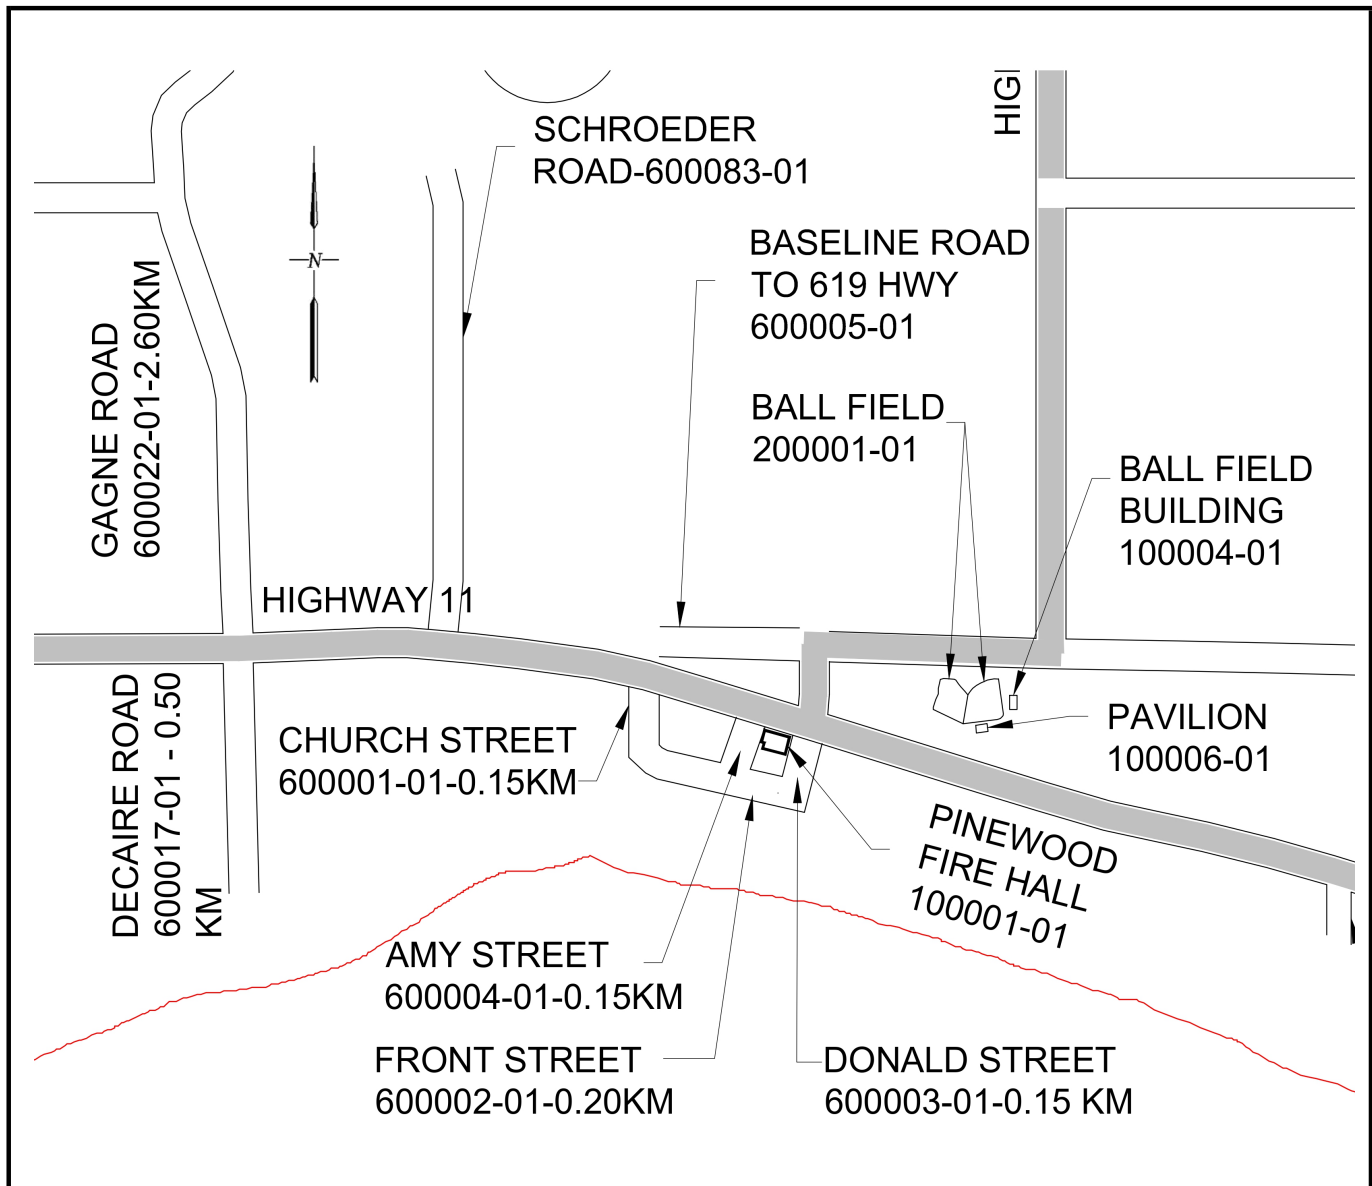 SCHROEDER
ROAD-600083-01
N
BASELINE ROAD
TO 619 HWY
600005-01
GAGNE ROAD
600022-01-2.60KM
BALL FIELD
200001-01
BALL FIELD
BUILDING
100004-01
HIGHWAY 11
DECAIRE ROAD
600017-01 - 0.50
KM
CHURCH STREET
600001-01-0.15KM
PAVILION
100006-01
PINEWOOD
FIRE HALL
100001-01
AMY STREET
600004-01-0.15KM
FRONT STREET
600002-01-0.20KM
DONALD STREET
600003-01-0.15 KM